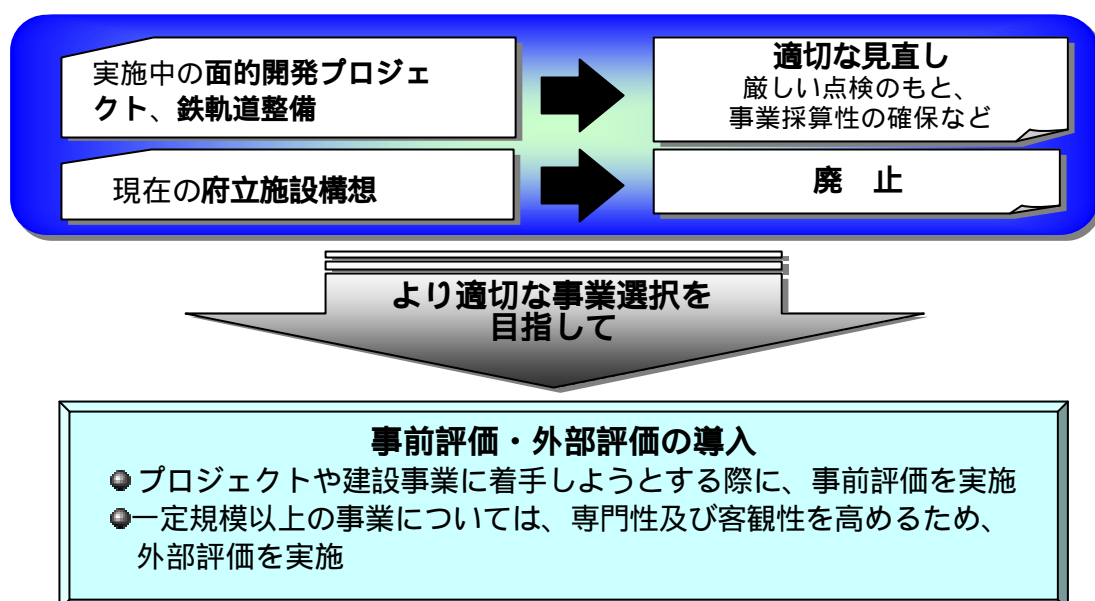 実施中の面的開発プロジェ
クト、鉄軌道整備
適切な見直し
厳しい点検のもと、
事業採算性の確保など
現在の府立施設構想
廃 止
より適切な事業選択を
目指して
事前評価・外部評価の導入
プロジェクトや建設事業に着手しようとする際に、事前評価を実施
一定規模以上の事業については、専門性及び客観性を高めるため、
外部評価を実施